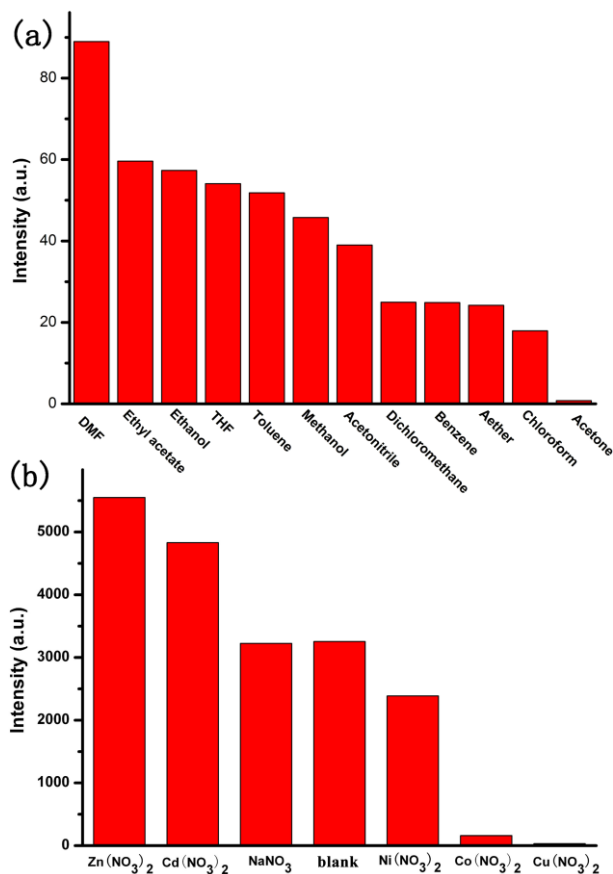 (a)
Intensity (a.u.)
80
60
40
20
0
DMF
Ethyl acetate
Ethanol
THF
Toluene
Methanol
Acetonitrile
Dichloromethane
Benzene
Aether
Chloroform
Acetone
(b)
Intensity (a.u.)
5000
4000
3000
2000
1000
0
Zn(NO3)2
Cd(NO3)2
NaNO3
blank
Ni(NO3)2
Co(NO3)2
Cu(NO3)2